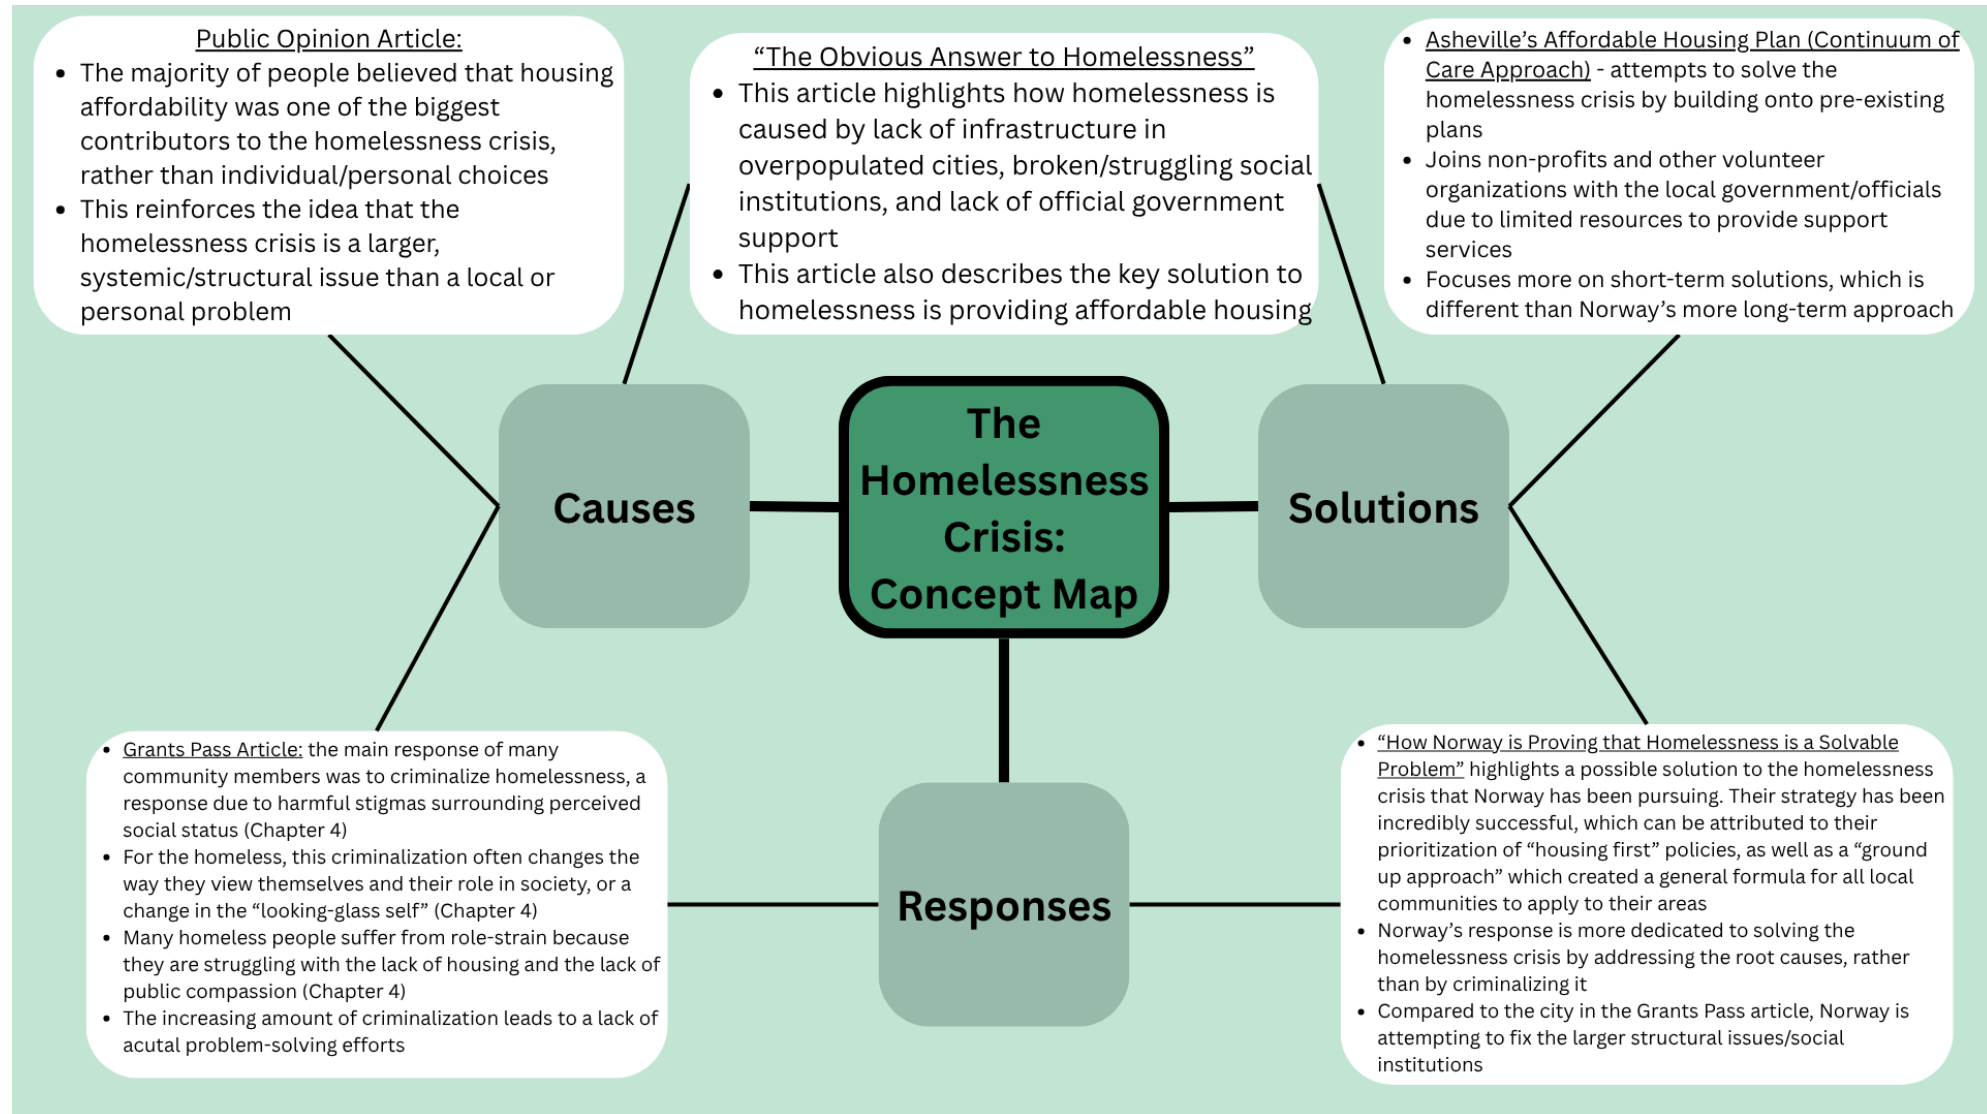 Public Opinion Article:
• The majority of people believed that housing
affordability was one of the biggest
contributors to the homelessness crisis,
rather than individual/personal choices
• This reinforces the idea that the
homelessness crisis is a larger,
systemic/structural issue than a local or
personal problem
“The Obvious Answer to Homelessness”
• This article highlights how homelessness is
caused by lack of infrastructure in
overpopulated cities, broken/struggling social
institutions, and lack of official government
support
• This article also describes the key solution to
homelessness is providing affordable housing
• Asheville’s Affordable Housing Plan (Continuum of
Care Approach) - attempts to solve the
homelessness crisis by building onto pre-existing
plans
• Joins non-profits and other volunteer
organizations with the local government/officials
due to limited resources to provide support
services
• Focuses more on short-term solutions, which is
different than Norway’s more long-term approach
Causes
The
Homelessness
Crisis:
Concept Map
Solutions
• Grants Pass Article: the main response of many
community members was to criminalize homelessness, a
response due to harmful stigmas surrounding perceived
social status (Chapter 4)
• For the homeless, this criminalization often changes the
way they view themselves and their role in society, or a
change in the “looking-glass self” (Chapter 4)
• Many homeless people suffer from role-strain because
they are struggling with the lack of housing and the lack of
public compassion (Chapter 4)
• The increasing amount of criminalization leads to a lack of
acutal problem-solving efforts
Responses
• “How Norway is Proving that Homelessness is a Solvable
Problem” highlights a possible solution to the homelessness
crisis that Norway has been pursuing. Their strategy has been
incredibly successful, which can be attributed to their
prioritization of “housing first” policies, as well as a “ground
up approach” which created a general formula for all local
communities to apply to their areas
• Norway’s response is more dedicated to solving the
homelessness crisis by addressing the root causes, rather
than by criminalizing it
• Compared to the city in the Grants Pass article, Norway is
attempting to fix the larger structural issues/social
institutions